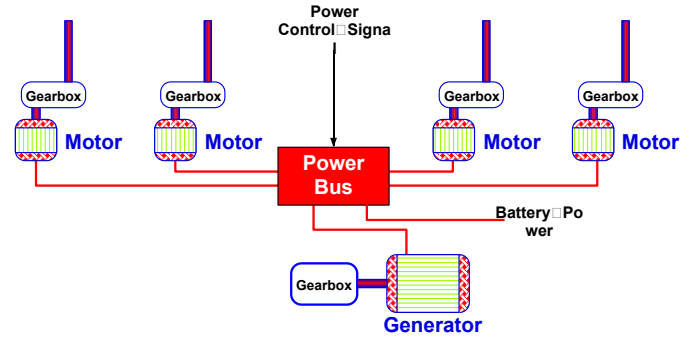 Power
Control□Signa
Gearbox
Gearbox
Gearbox
Gearbox
Motor
Motor
Motor
Motor
Power
Bus
Battery□Po
wer
Gearbox
Generator